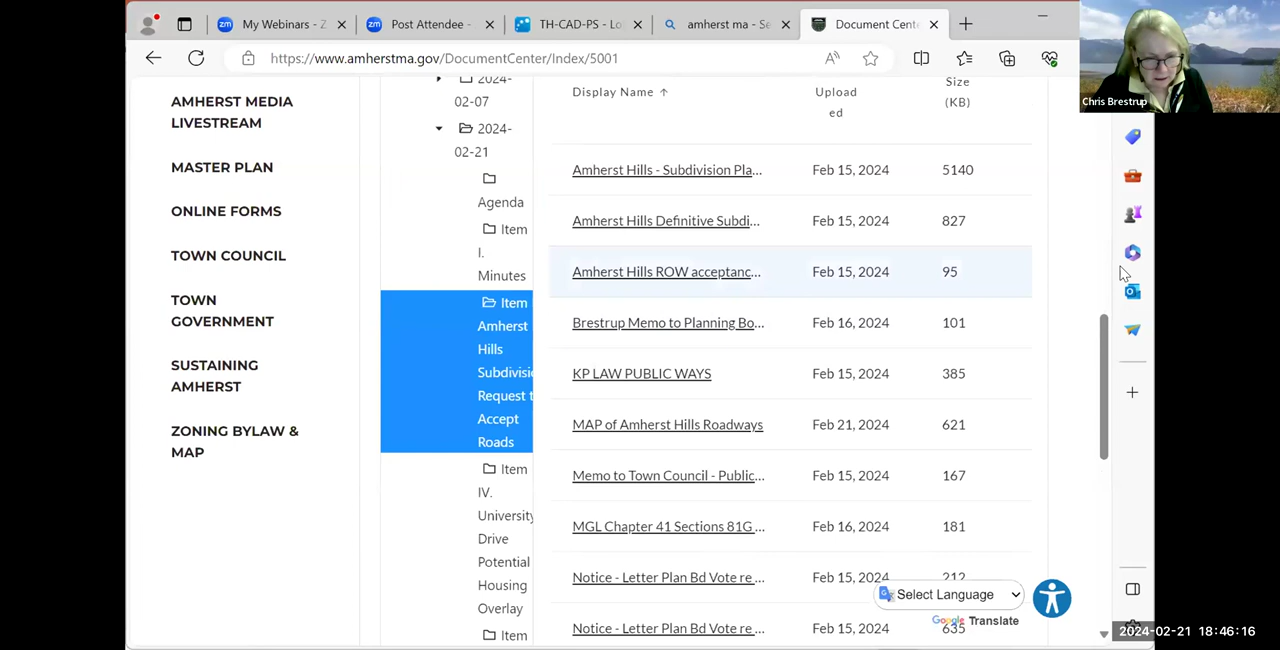 My Webinars - Z
Post Attendee -
TH-CAD-PS - Lo
amherst ma - Se
Document Cente
https://www.amherstma.gov/DocumentCenter/Index/5001
Chris Brestrup
AMHERST MEDIA
LIVESTREAM
MASTER PLAN
ONLINE FORMS
TOWN COUNCIL
TOWN
GOVERNMENT
SUSTAINING
AMHERST
ZONING BYLAW &
MAP
2024-
02-07
2024-
02-21
Agenda
Item
I.
Minutes
Item
Amherst
Hills
Subdivisi
Request t
Accept
Roads
Item
IV.
University
Drive
Potential
Housing
Overlay
Item
Display Name ↑
Upload
ed
Size
(KB)
Amherst Hills - Subdivision Pla... Feb 15, 2024 5140
Amherst Hills Definitive Subdi... Feb 15, 2024 827
Amherst Hills ROW acceptanc... Feb 15, 2024 95
Brestrup Memo to Planning Bo... Feb 16, 2024 101
KP LAW PUBLIC WAYS Feb 15, 2024 385
MAP of Amherst Hills Roadways Feb 21, 2024 621
Memo to Town Council - Public... Feb 15, 2024 167
MGL Chapter 41 Sections 81G ... Feb 16, 2024 181
Notice - Letter Plan Bd Vote re ... Feb 15, 2024 212
Notice - Letter Plan Bd Vote re ... Feb 15, 2024 635
Select Language
Google Translate
2024-02-21 18:46:16